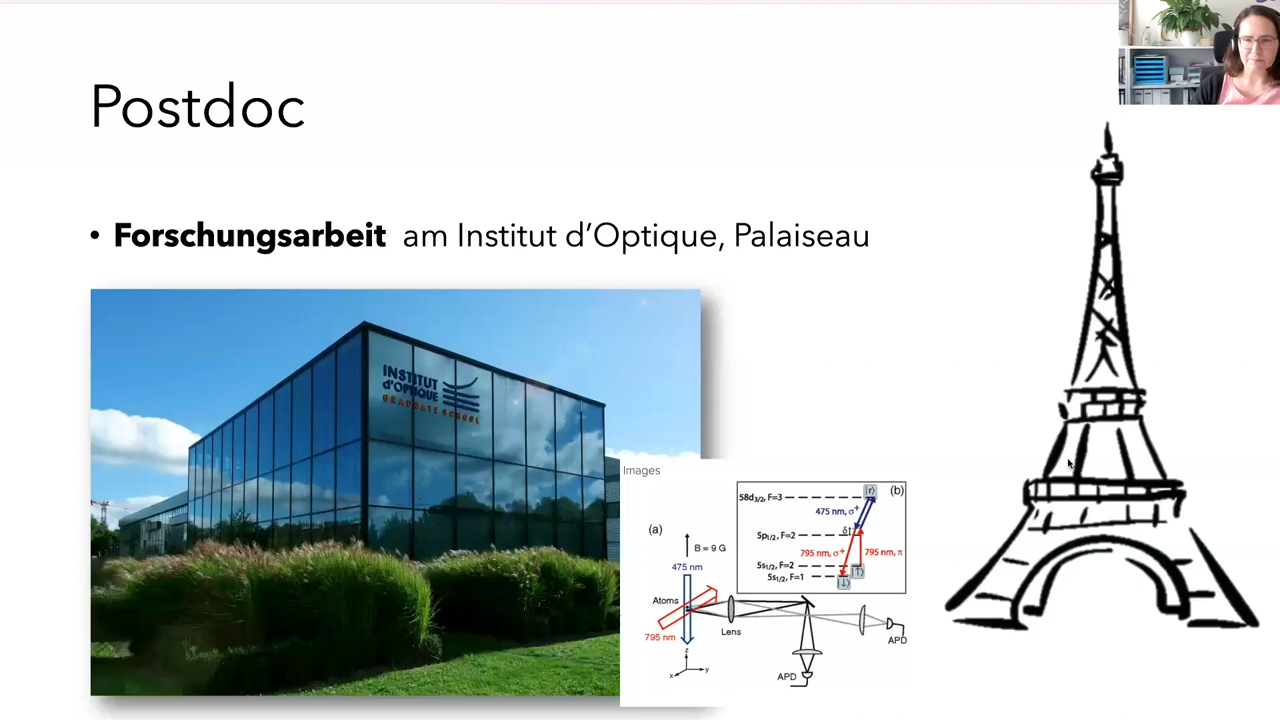 Postdoc
• Forschungsarbeit am Institut d’Optique, Palaiseau
INSTITUT
d'OPTIQUE
GRADUATE SCHOOL
Images
(a)
B = 9 G
475 nm
Atoms
795 nm
Lens
z
y
x
APD
APD
(b)
58d3/2, F=3
|r⟩
475 nm, σ+
δ
5p1/2, F=2
795 nm, σ+
795 nm, π
5s1/2, F=2
|↑⟩
5s1/2, F=1
|↓⟩